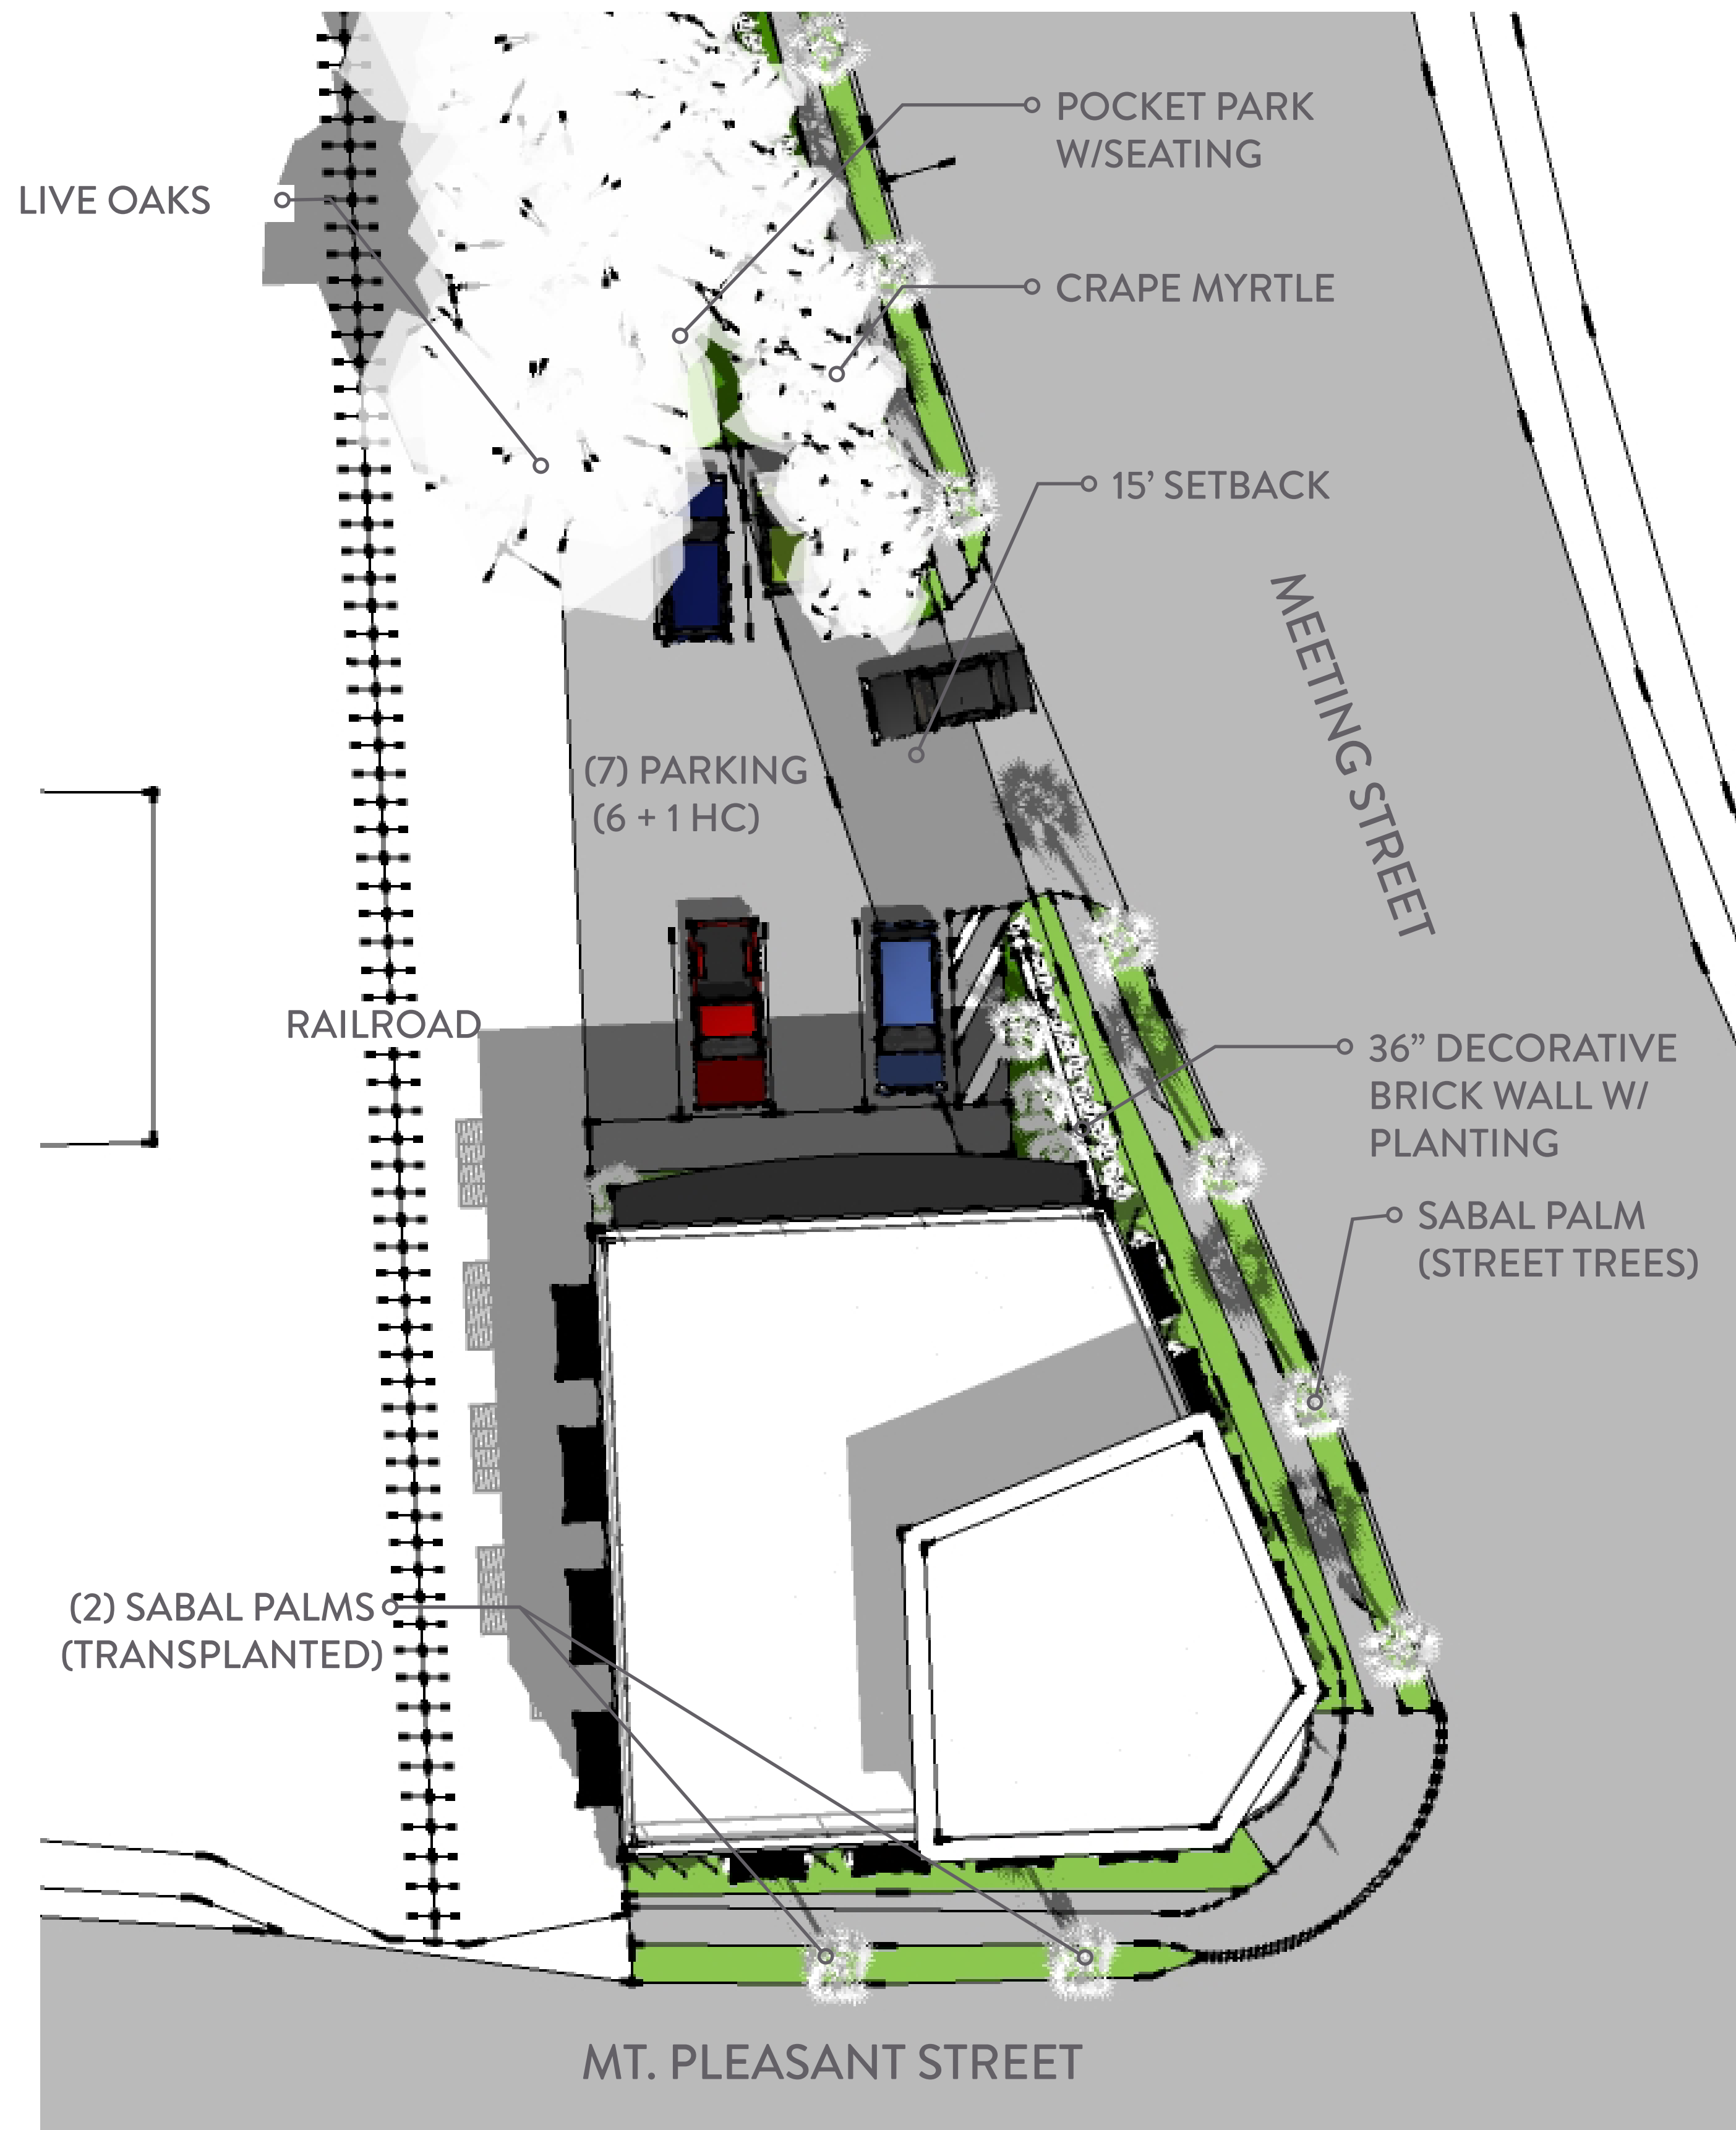 POCKET PARK
W/SEATING
LIVE OAKS
CRAPE MYRTLE
15’ SETBACK
MEETING STREET
(7) PARKING
(6 + 1 HC)
RAILROAD
36” DECORATIVE
BRICK WALL W/
PLANTING
SABAL PALM
(STREET TREES)
(2) SABAL PALMS
(TRANSPLANTED)
MT. PLEASANT STREET